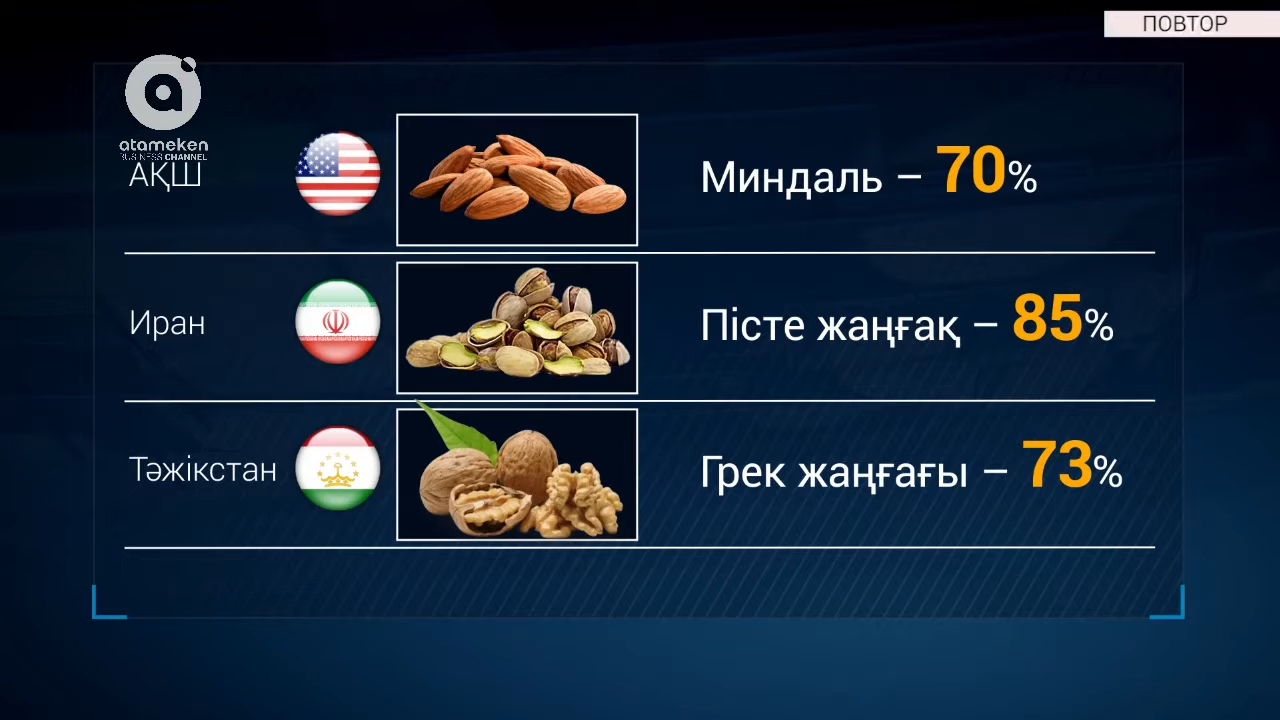 ПОВТОР
atameken
BUSINESS CHANNEL
АҚШ
Миндаль – 70%
Иран
Пісте жаңғақ – 85%
Тәжікстан
Грек жаңғағы – 73%